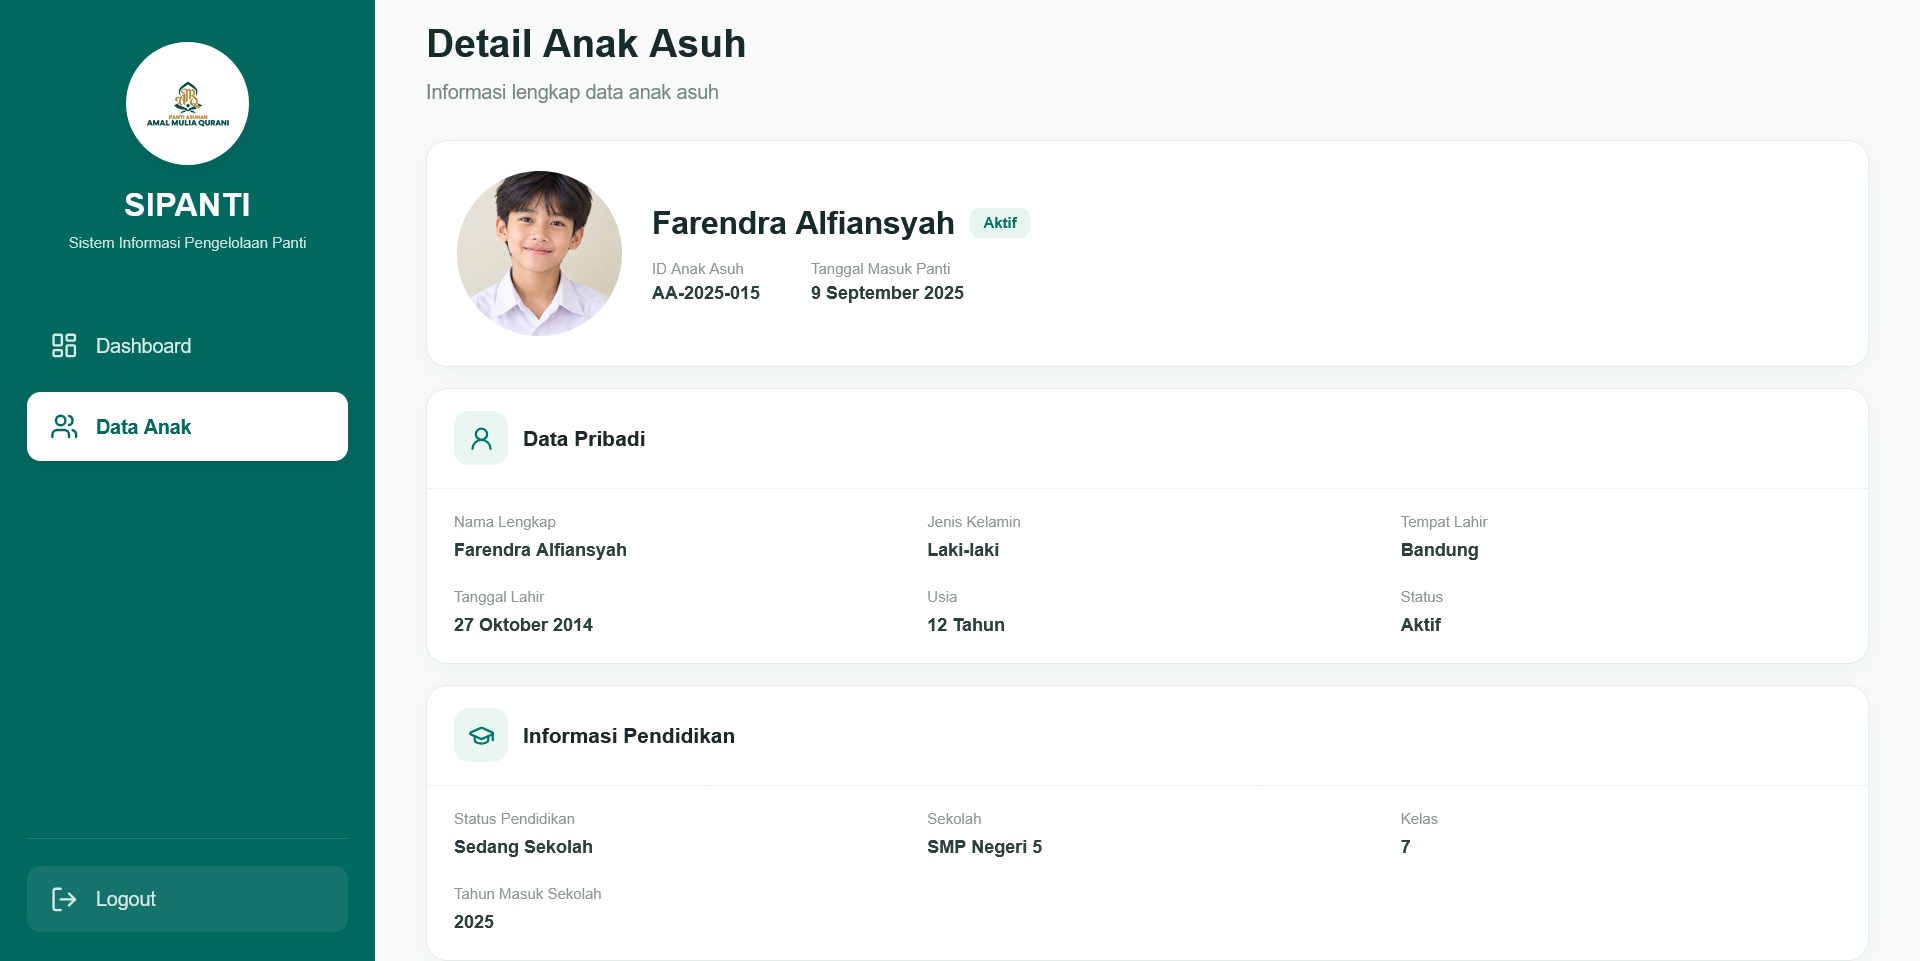 PANTI ASUHAN
AMAL MULIA QURANI
SIPANTI
Sistem Informasi Pengelolaan Panti
Dashboard
Data Anak
Logout
Detail Anak Asuh
Informasi lengkap data anak asuh
Farendra Alfiansyah Aktif
ID Anak Asuh Tanggal Masuk Panti
AA-2025-015 9 September 2025
Data Pribadi
Nama Lengkap Jenis Kelamin Tempat Lahir
Farendra Alfiansyah Laki-laki Bandung
Tanggal Lahir Usia Status
27 Oktober 2014 12 Tahun Aktif
Informasi Pendidikan
Status Pendidikan Sekolah Kelas
Sedang Sekolah SMP Negeri 5 7
Tahun Masuk Sekolah
2025